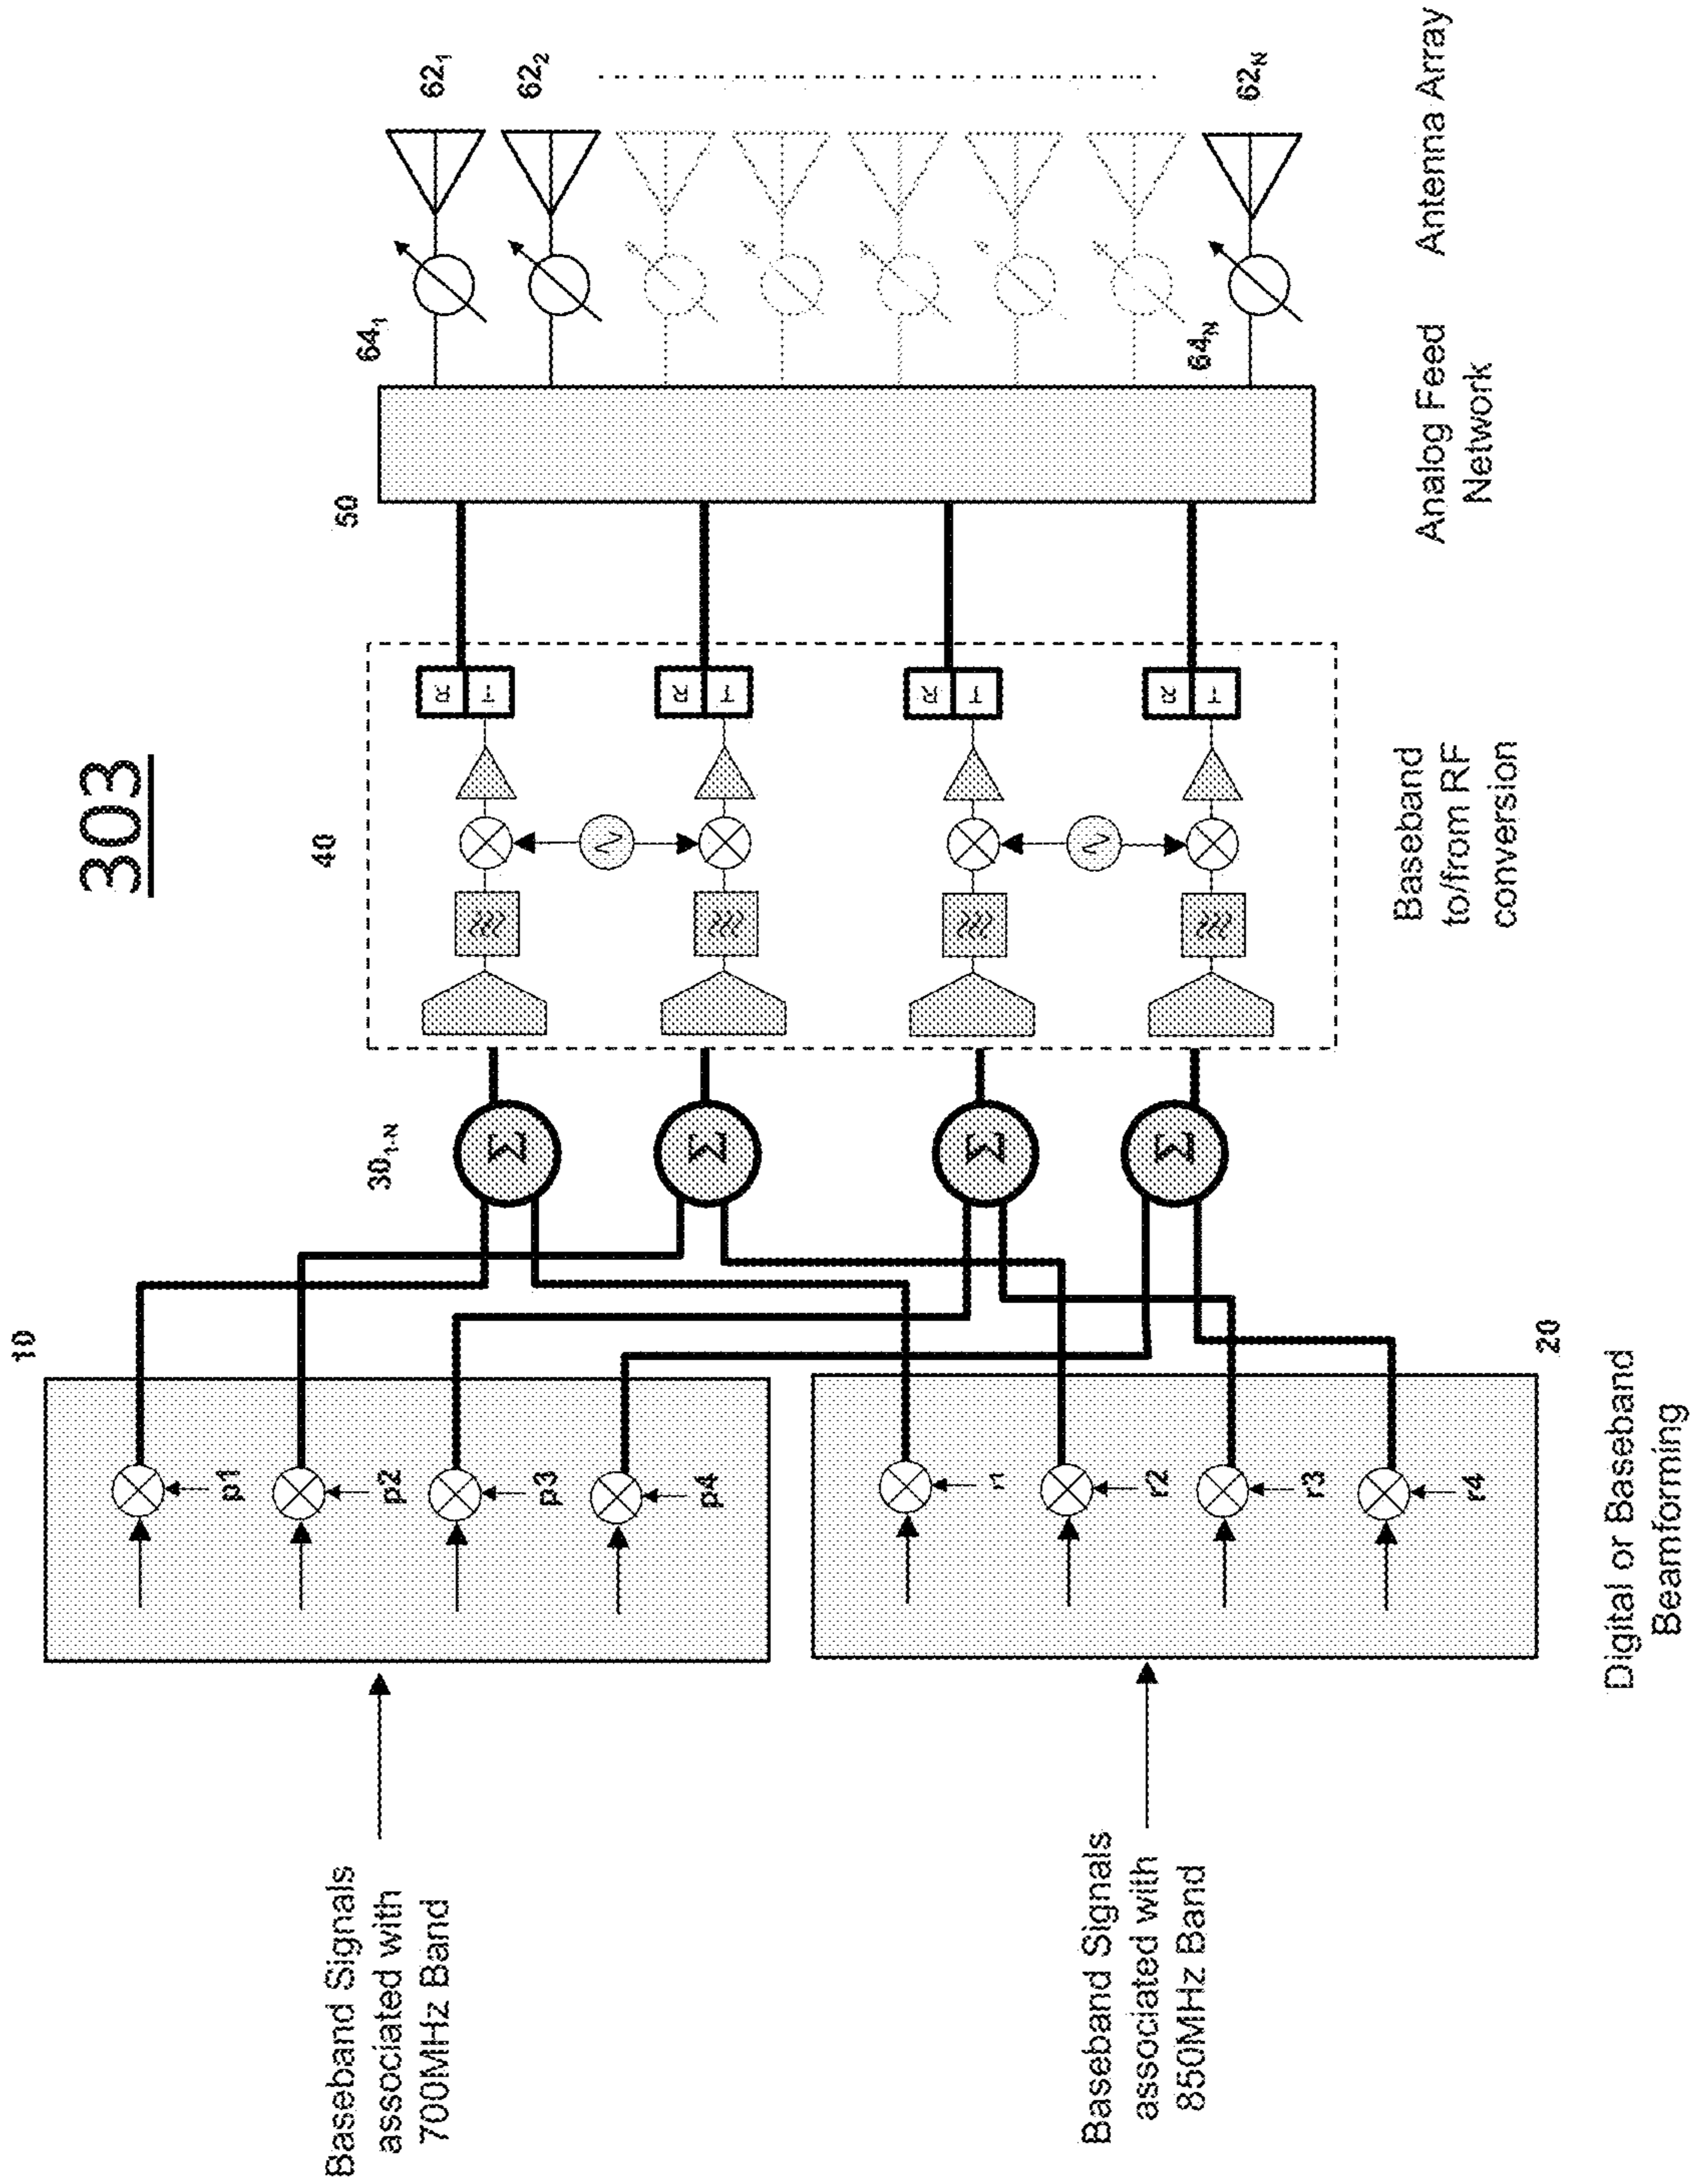 303
Baseband Signals
associated with
700MHz Band
Baseband Signals
associated with
850MHz Band
10
p1
p2
p3
p4
20
r1
r2
r3
r4
Digital or Baseband
Beamforming
30₁₋N
Σ
Σ
Σ
Σ
40
R
T
R
T
R
T
R
T
Baseband
to/from RF
conversion
50
Analog Feed
Network
64₁
64N
62₁
62₂
62N
Antenna Array